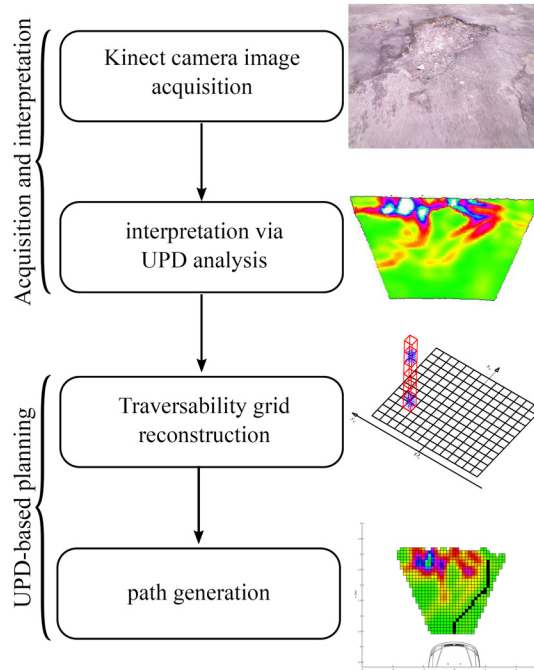 Acquisition and interpretation
Kinect camera image
acquisition
interpretation via
UPD analysis
UPD-based planning
Traversability grid
reconstruction
path generation